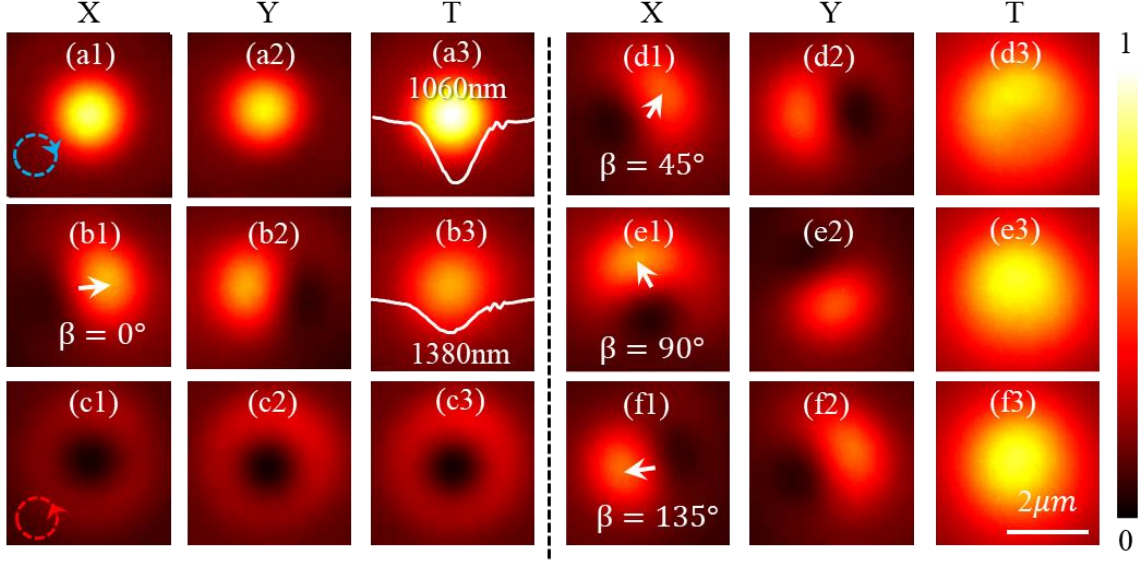 X Y T X Y T
(a1) (a2) (a3) (d1) (d2) (d3) 1
1060nm
β = 45°
(b1) (b2) (b3) (e1) (e2) (e3)
β = 0° 1380nm β = 90°
(c1) (c2) (c3) (f1) (f2) (f3)
β = 135° 2μm
0